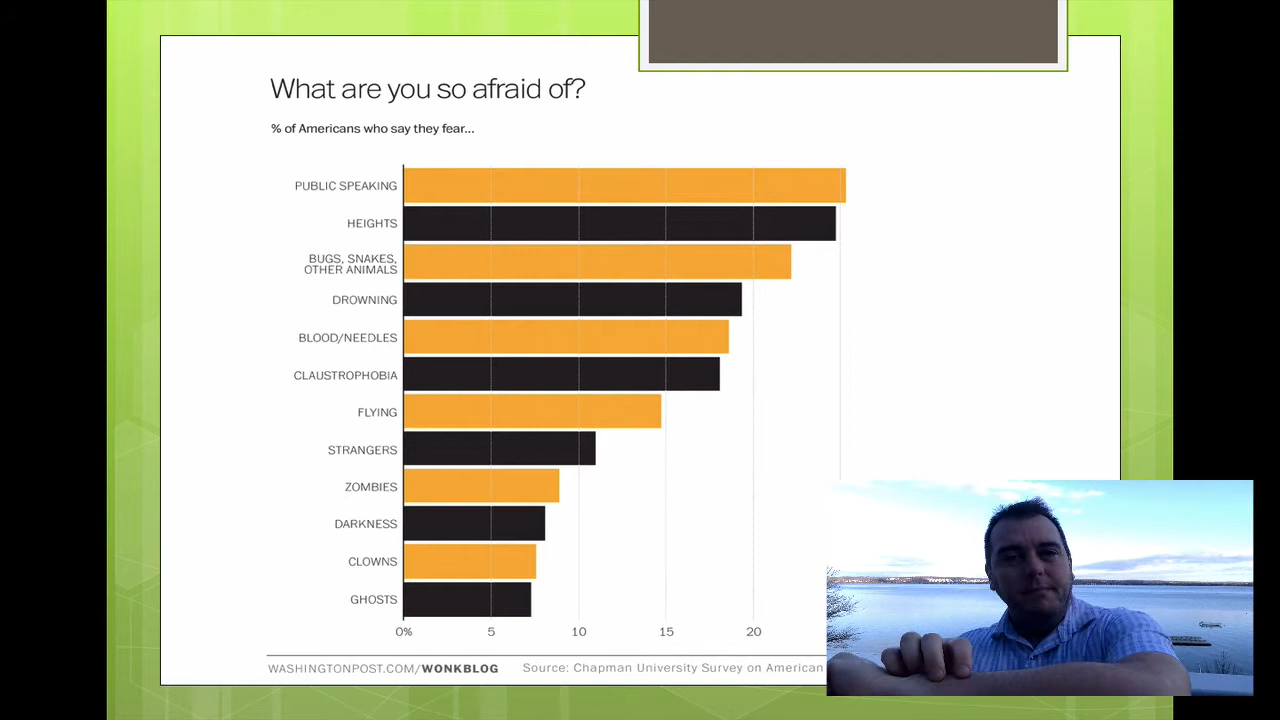 What are you so afraid of?
% of Americans who say they fear...
PUBLIC SPEAKING
HEIGHTS
BUGS, SNAKES,
OTHER ANIMALS
DROWNING
BLOOD/NEEDLES
CLAUSTROPHOBIA
FLYING
STRANGERS
ZOMBIES
DARKNESS
CLOWNS
GHOSTS
0% 5 10 15 20
WASHINGTONPOST.COM/WONKBLOG Source: Chapman University Survey on American